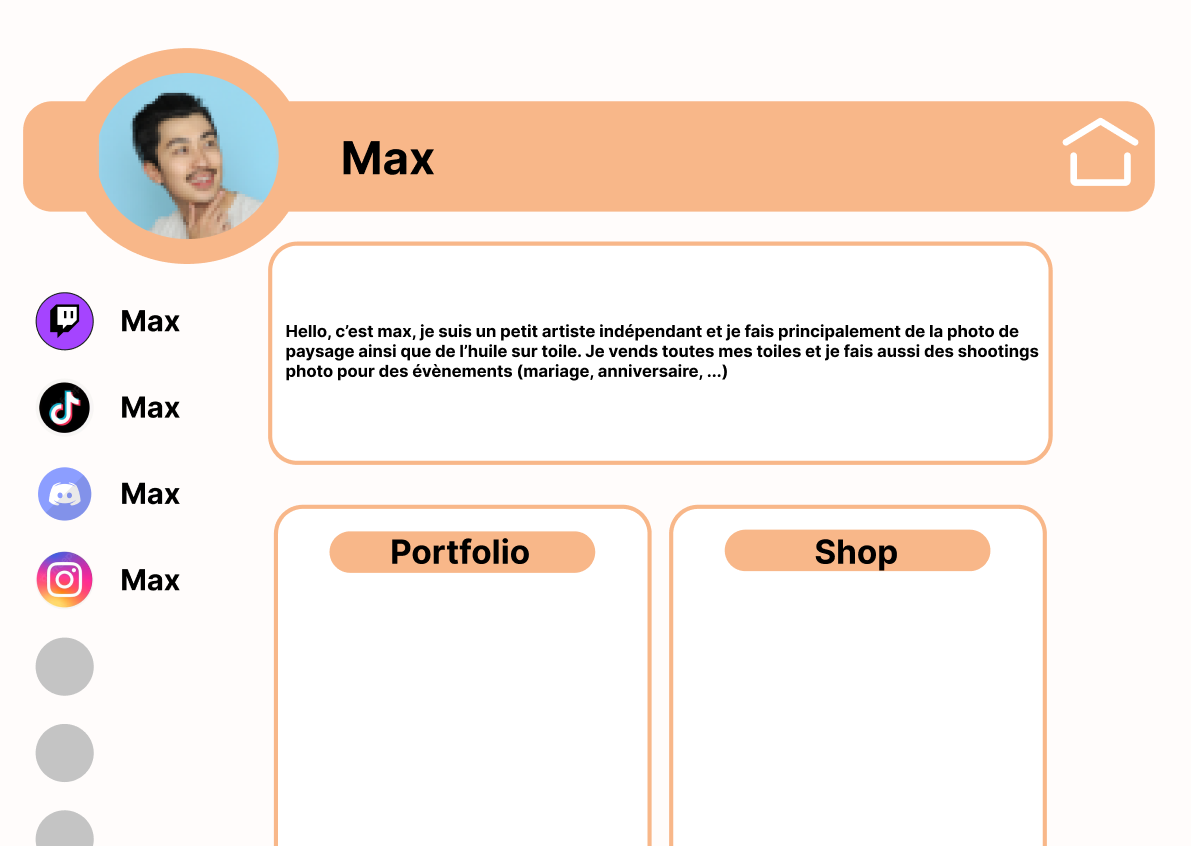 Max
Hello, c’est max, je suis un petit artiste indépendant et je fais principalement de la photo de
paysage ainsi que de l’huile sur toile. Je vends toutes mes toiles et je fais aussi des shootings
photo pour des évènements (mariage, anniversaire, ...)
Max
Max
Max
Max
Portfolio
Shop